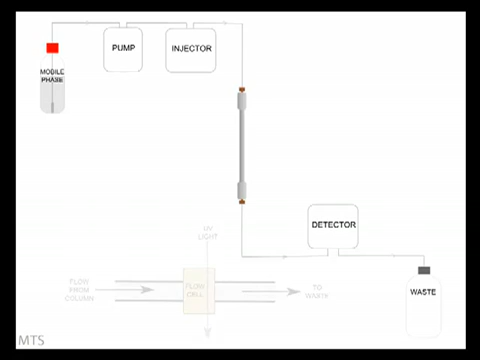 PUMP
INJECTOR
MOBILE
PHASE
DETECTOR
UV
LIGHT
FLOW
FROM
COLUMN
FLOW
CELL
TO
WASTE
WASTE
MTS